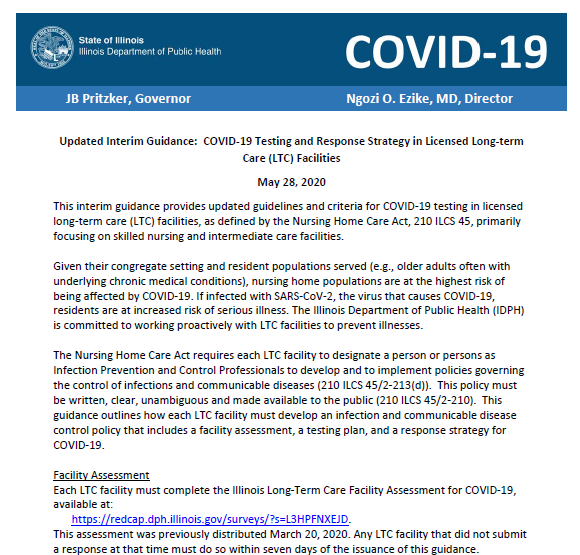 State of Illinois
Illinois Department of Public Health
COVID-19
JB Pritzker, Governor
Ngozi O. Ezike, MD, Director
Updated Interim Guidance:  COVID-19 Testing and Response Strategy in Licensed Long-term
Care (LTC) Facilities
May 28, 2020
This interim guidance provides updated guidelines and criteria for COVID-19 testing in licensed
long-term care (LTC) facilities, as defined by the Nursing Home Care Act, 210 ILCS 45, primarily
focusing on skilled nursing and intermediate care facilities.
Given their congregate setting and resident populations served (e.g., older adults often with
underlying chronic medical conditions), nursing home populations are at the highest risk of
being affected by COVID-19. If infected with SARS-CoV-2, the virus that causes COVID-19,
residents are at increased risk of serious illness. The Illinois Department of Public Health (IDPH)
is committed to working proactively with LTC facilities to prevent illnesses.
The Nursing Home Care Act requires each LTC facility to designate a person or persons as
Infection Prevention and Control Professionals to develop and to implement policies governing
the control of infections and communicable diseases (210 ILCS 45/2-213(d)).  This policy must
be written, clear, unambiguous and made available to the public (210 ILCS 45/2-210).  This
guidance outlines how each LTC facility must develop an infection and communicable disease
control policy that includes a facility assessment, a testing plan, and a response strategy for
COVID-19.
Facility Assessment
Each LTC facility must complete the Illinois Long-Term Care Facility Assessment for COVID-19,
available at:
https://redcap.dph.illinois.gov/surveys/?s=L3HPFNXEJD.
This assessment was previously distributed March 20, 2020. Any LTC facility that did not submit
a response at that time must do so within seven days of the issuance of this guidance.